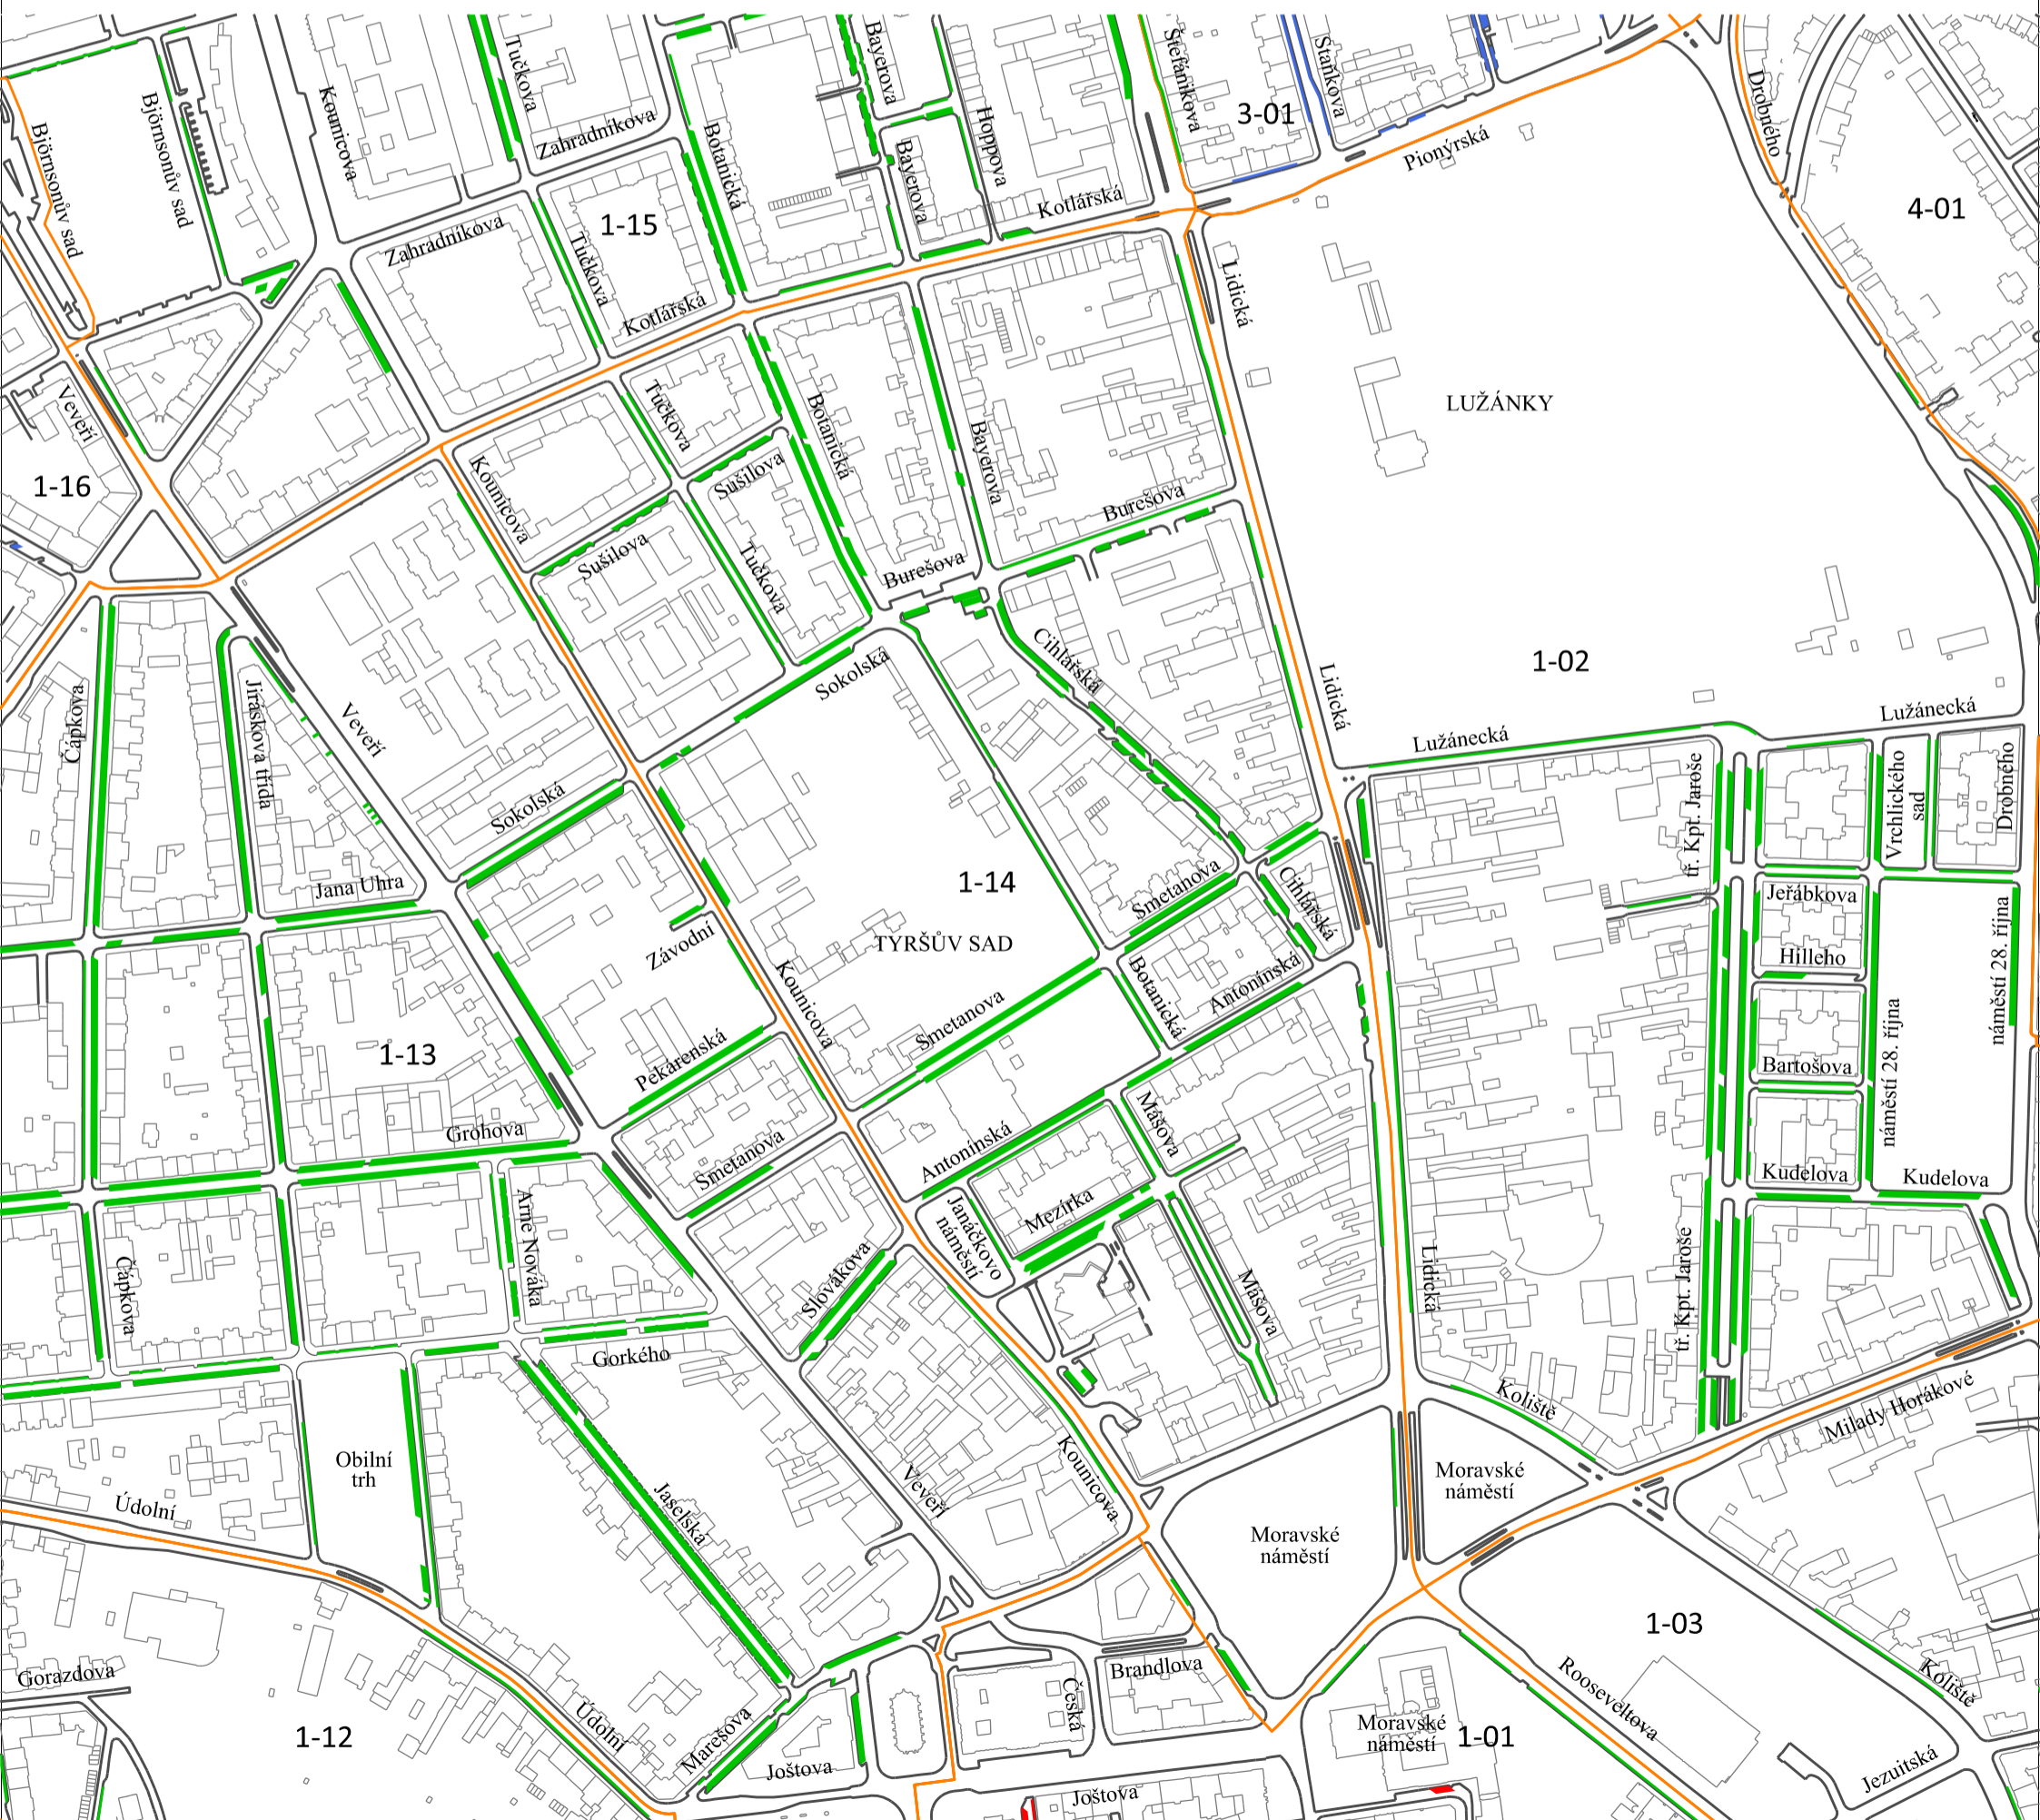 Tučkova
Bayerova
Štefánikova
Staňkova
3-01
Drobného
Björnsonův sad
Björnsonův sad
Kounicova
Zahradníkova
Botanická
Hoppova
Pionýrská
Bayerova
4-01
Zahradníkova
1-15
Kotlářská
Tučkova
Kotlářská
Lidická
Veveří
Tučkova
Botanická
LUŽÁNKY
1-16
Kounicova
Sušilova
Bayerova
Burešova
Sušilova
Tučkova
Burešova
Čápkova
Jiráskova třída
Veveří
Sokolská
Cihlářská
Lidická
1-02
Lužánecká
Lužánecká
Sokolská
tř. Kpt. Jaroše
Vrchlického
sad
Drobného
Jana Uhra
1-14
Smetanova
Cihlářská
Jeřábkova
Závodní
TYRŠŮV SAD
Hilleho
náměstí 28. října
Kounicova
Botanická
Antonínská
Smetanova
1-13
Pekárenská
Bartošova
náměstí 28. října
Grohova
Mášova
Antonínská
Smetanova
Kudelova
Kudelova
Čápkova
Arne Nováka
Janáčkovo
náměstí
Mezírka
Slovákova
Mášova
Lidická
tř. Kpt. Jaroše
Gorkého
Koliště
Milady Horákové
Obilní
trh
Údolní
Jaselská
Veveří
Kounicova
Moravské
náměstí
Moravské
náměstí
1-03
Gorazdova
Brandlova
Česká
Roosveltova
Koliště
1-12
Údolní
Marešova
Joštova
Moravské
náměstí
1-01
Joštova
Jezuitská